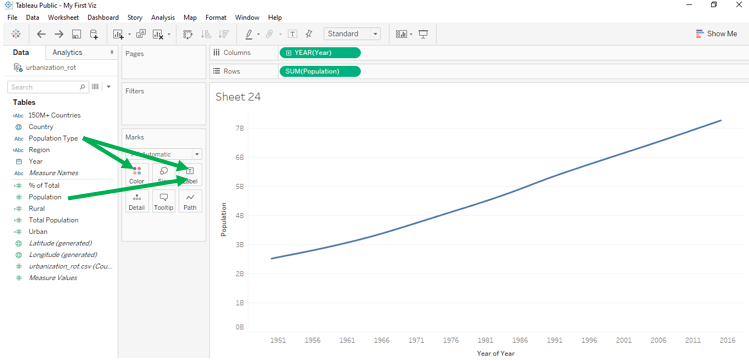 Tableau Public - My First Viz
File Data Worksheet Dashboard Story Analysis Map Format Window Help
Standard
Show Me
Data Analytics
urbanization_rot
Search
Tables
Abc 150M+ Countries
Country
Abc Population Type
Abc Region
Year
Abc Measure Names
% of Total
Population
Rural
Total Population
Urban
Latitude (generated)
Longitude (generated)
urbanization_rot.csv (Cou...
Measure Values
Pages
Filters
Marks
Automatic
Color Label
Detail Tooltip Path
Columns YEAR(Year)
Rows SUM(Population)
Sheet 24
Population
7B
6B
5B
4B
3B
2B
1B
0B
1951 1956 1961 1966 1971 1976 1981 1986 1991 1996 2001 2006 2011 2016
Year of Year